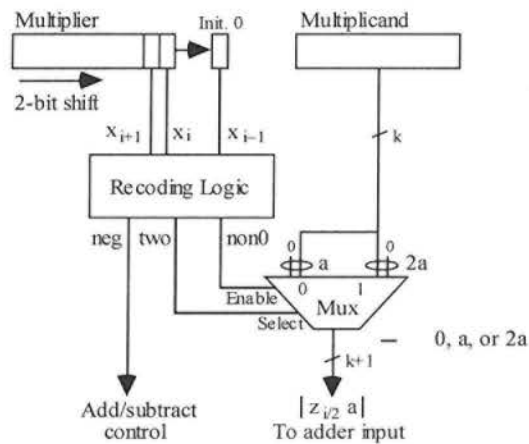 Multiplier
Init. 0
Multiplicand
2-bit shift
x i+1
x i
x i–1
k
Recoding Logic
neg
two
non0
0
a
0
2a
0
1
Enable
Mux
Select
0, a, or 2a
k+1
Add/subtract
control
| z i/2 a |
To adder input